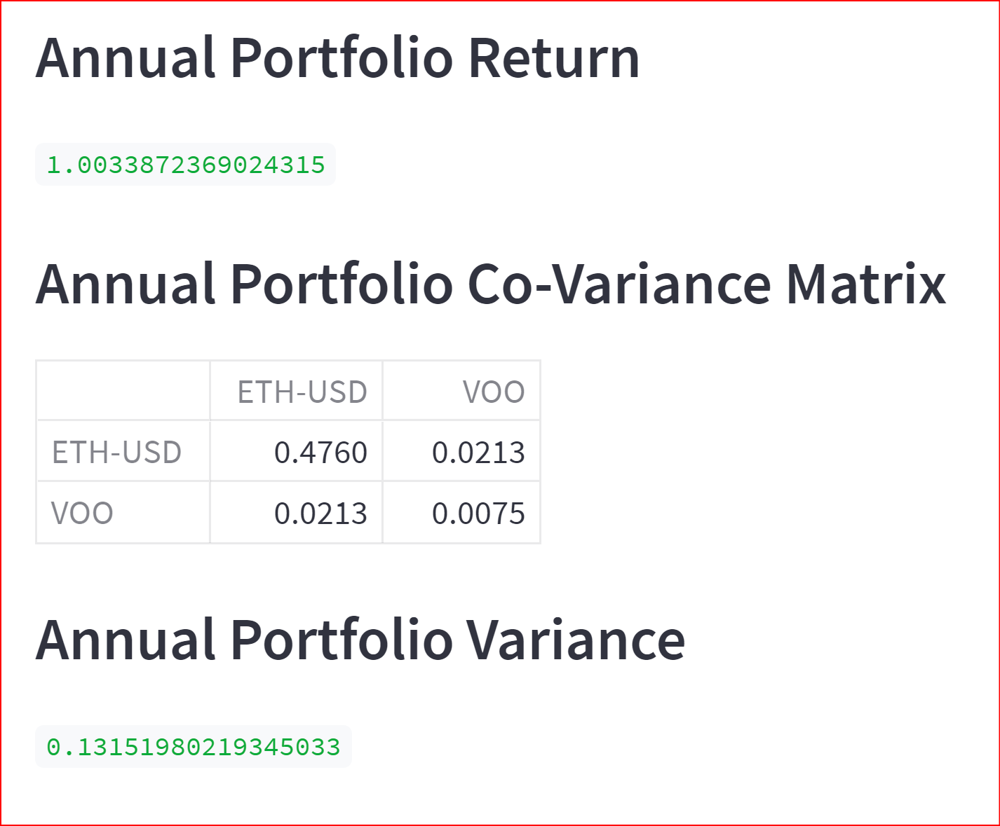 Annual Portfolio Return
1.0033872369024315
Annual Portfolio Co-Variance Matrix
ETH-USD VOO
ETH-USD 0.4760 0.0213
VOO 0.0213 0.0075
Annual Portfolio Variance
0.13151980219345033